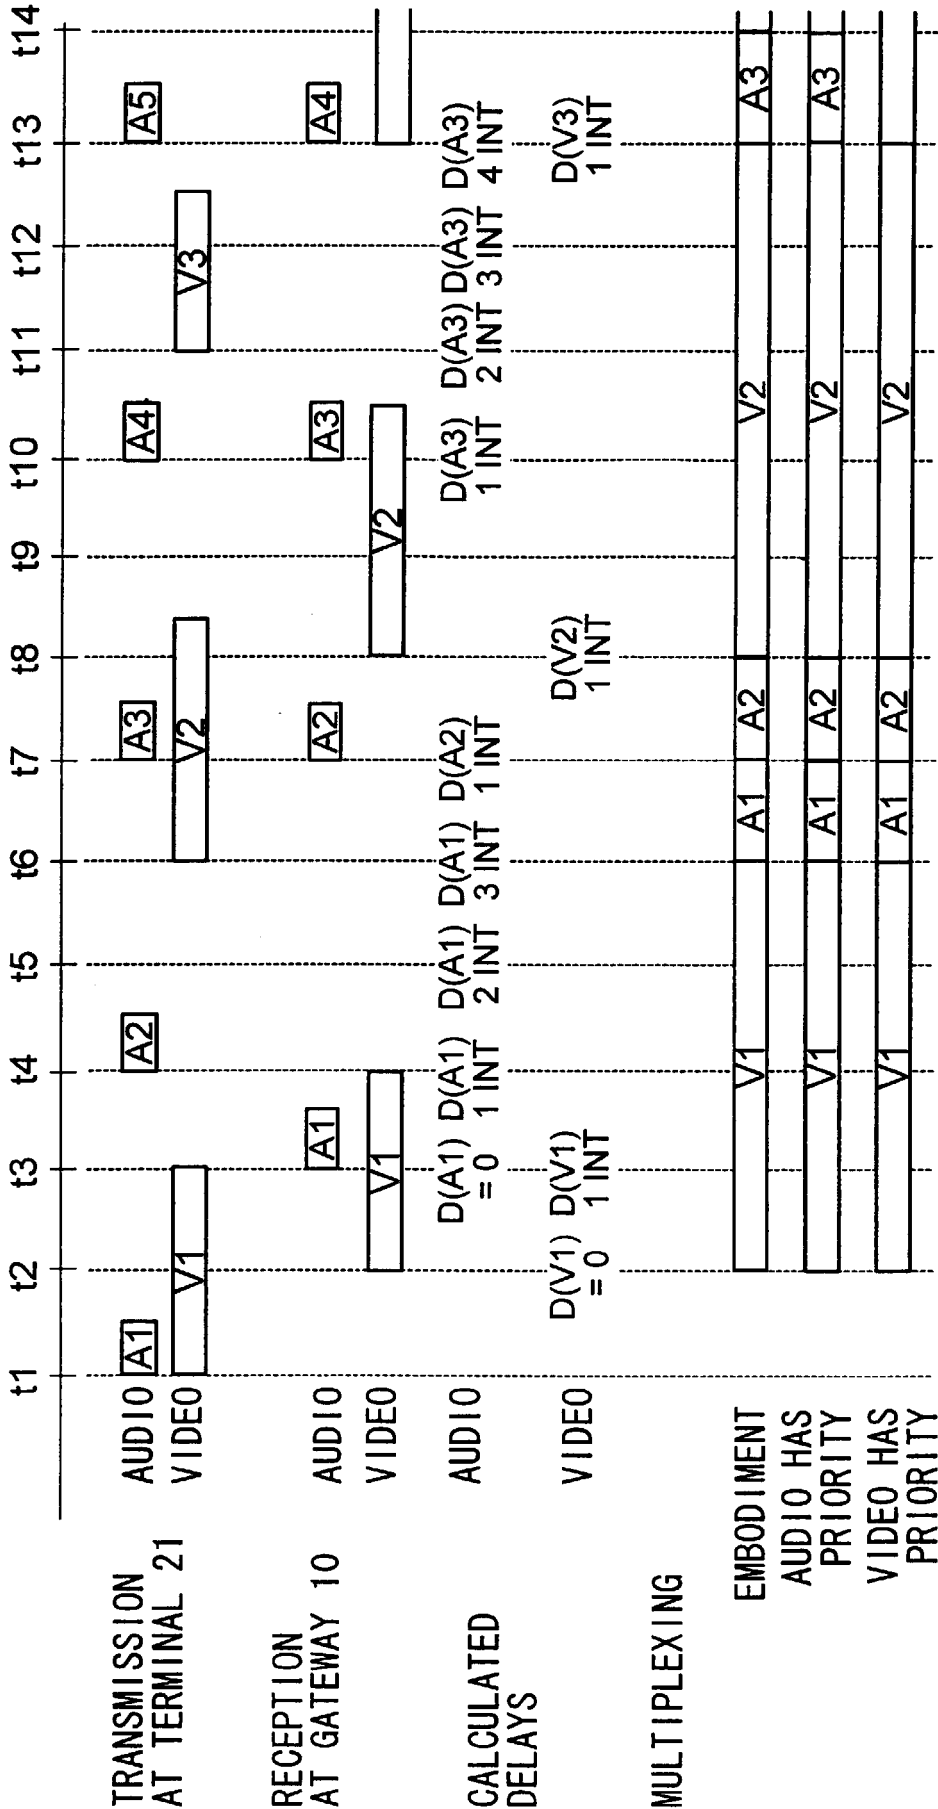 t1 t2 t3 t4 t5 t6 t7 t8 t9 t10 t11 t12 t13 t14
TRANSMISSION
AT TERMINAL 21
AUDIO A1 A2 A3 A4 A5
VIDEO V1 V2 V3
RECEPTION
AT GATEWAY 10
AUDIO A1 A2 A3 A4
VIDEO V1 V2
CALCULATED
DELAYS
AUDIO
D(A1) D(A1) D(A1) D(A1) D(A2) D(A3) D(A3) D(A3) D(A3)
= 0 1 INT 2 INT 3 INT 1 INT 1 INT 2 INT 3 INT 4 INT
VIDEO
D(V1) D(V1) D(V2) D(V3)
= 0 1 INT 1 INT 1 INT
MULTIPLEXING
EMBODIMENT V1 A1 A2 V2 A3
AUDIO HAS
PRIORITY V1 A1 A2 V2 A3
VIDEO HAS
PRIORITY V1 A1 A2 V2